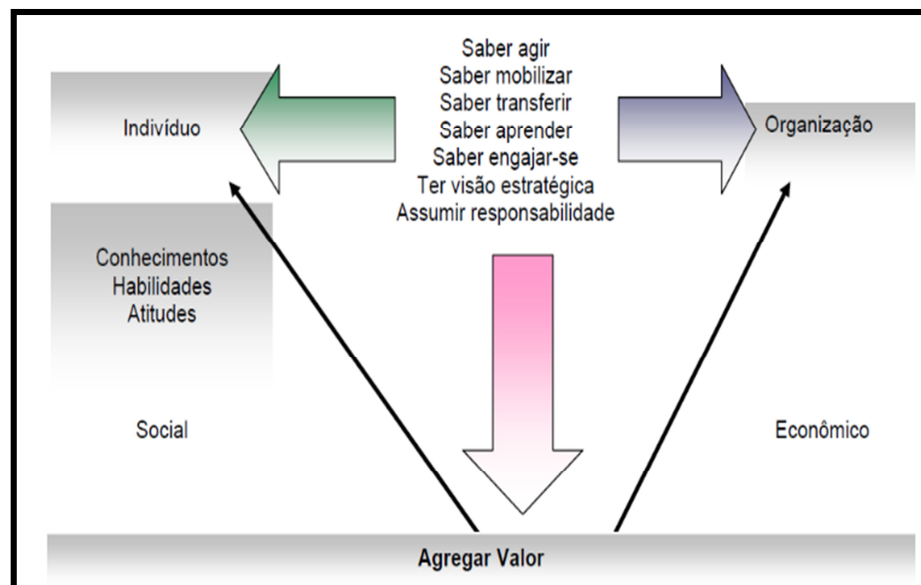 Saber agir
Saber mobilizar
Saber transferir
Saber aprender
Saber engajar-se
Ter visão estratégica
Assumir responsabilidade
Indivíduo
Organização
Conhecimentos
Habilidades
Atitudes
Social
Econômico
Agregar Valor